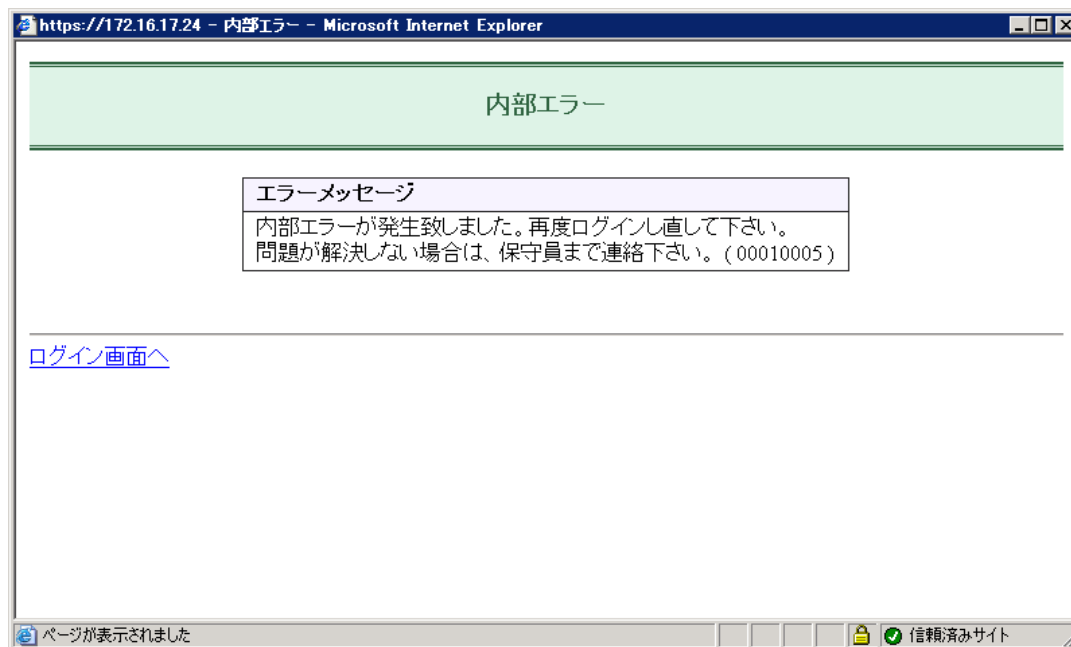 https://172.16.17.24 - 内部エラー - Microsoft Internet Explorer
内部エラー
エラーメッセージ
内部エラーが発生致しました。再度ログインし直して下さい。
問題が解決しない場合は、保守員まで連絡下さい。(00010005)
ログイン画面へ
ページが表示されました
信頼済みサイト